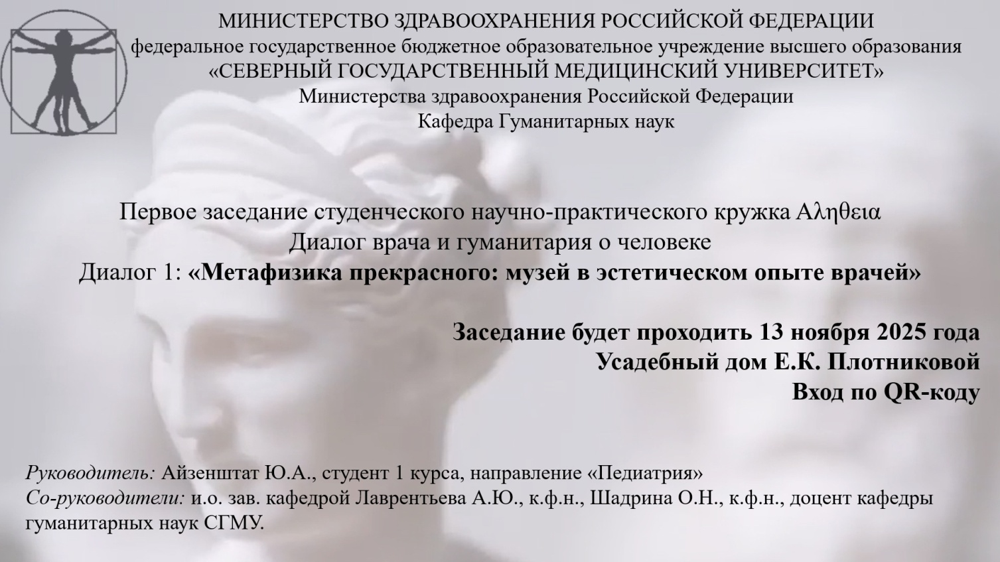 МИНИСТЕРСТВО ЗДРАВООХРАНЕНИЯ РОССИЙСКОЙ ФЕДЕРАЦИИ
федеральное государственное бюджетное образовательное учреждение высшего образования
«СЕВЕРНЫЙ ГОСУДАРСТВЕННЫЙ МЕДИЦИНСКИЙ УНИВЕРСИТЕТ»
Министерства здравоохранения Российской Федерации
Кафедра Гуманитарных наук
Первое заседание студенческого научно-практического кружка Αληθεια
Диалог врача и гуманитария о человеке
Диалог 1: «Метафизика прекрасного: музей в эстетическом опыте врачей»
Заседание будет проходить 13 ноября 2025 года
Усадебный дом Е.К. Плотниковой
Вход по QR-коду
Руководитель: Айзенштат Ю.А., студент 1 курса, направление «Педиатрия»
Со-руководители: и.о. зав. кафедрой Лаврентьева А.Ю., к.ф.н., Шадрина О.Н., к.ф.н., доцент кафедры
гуманитарных наук СГМУ.